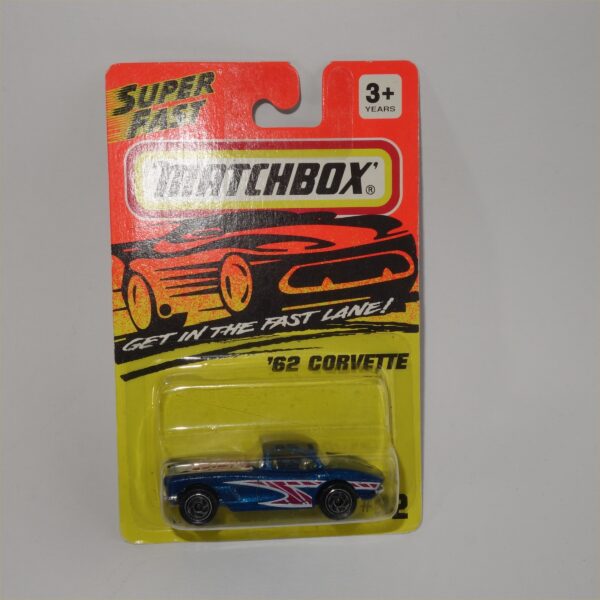 SUPER
FAST
3+
YEARS
MATCHBOX®
GET IN THE FAST LANE!
'62 CORVETTE